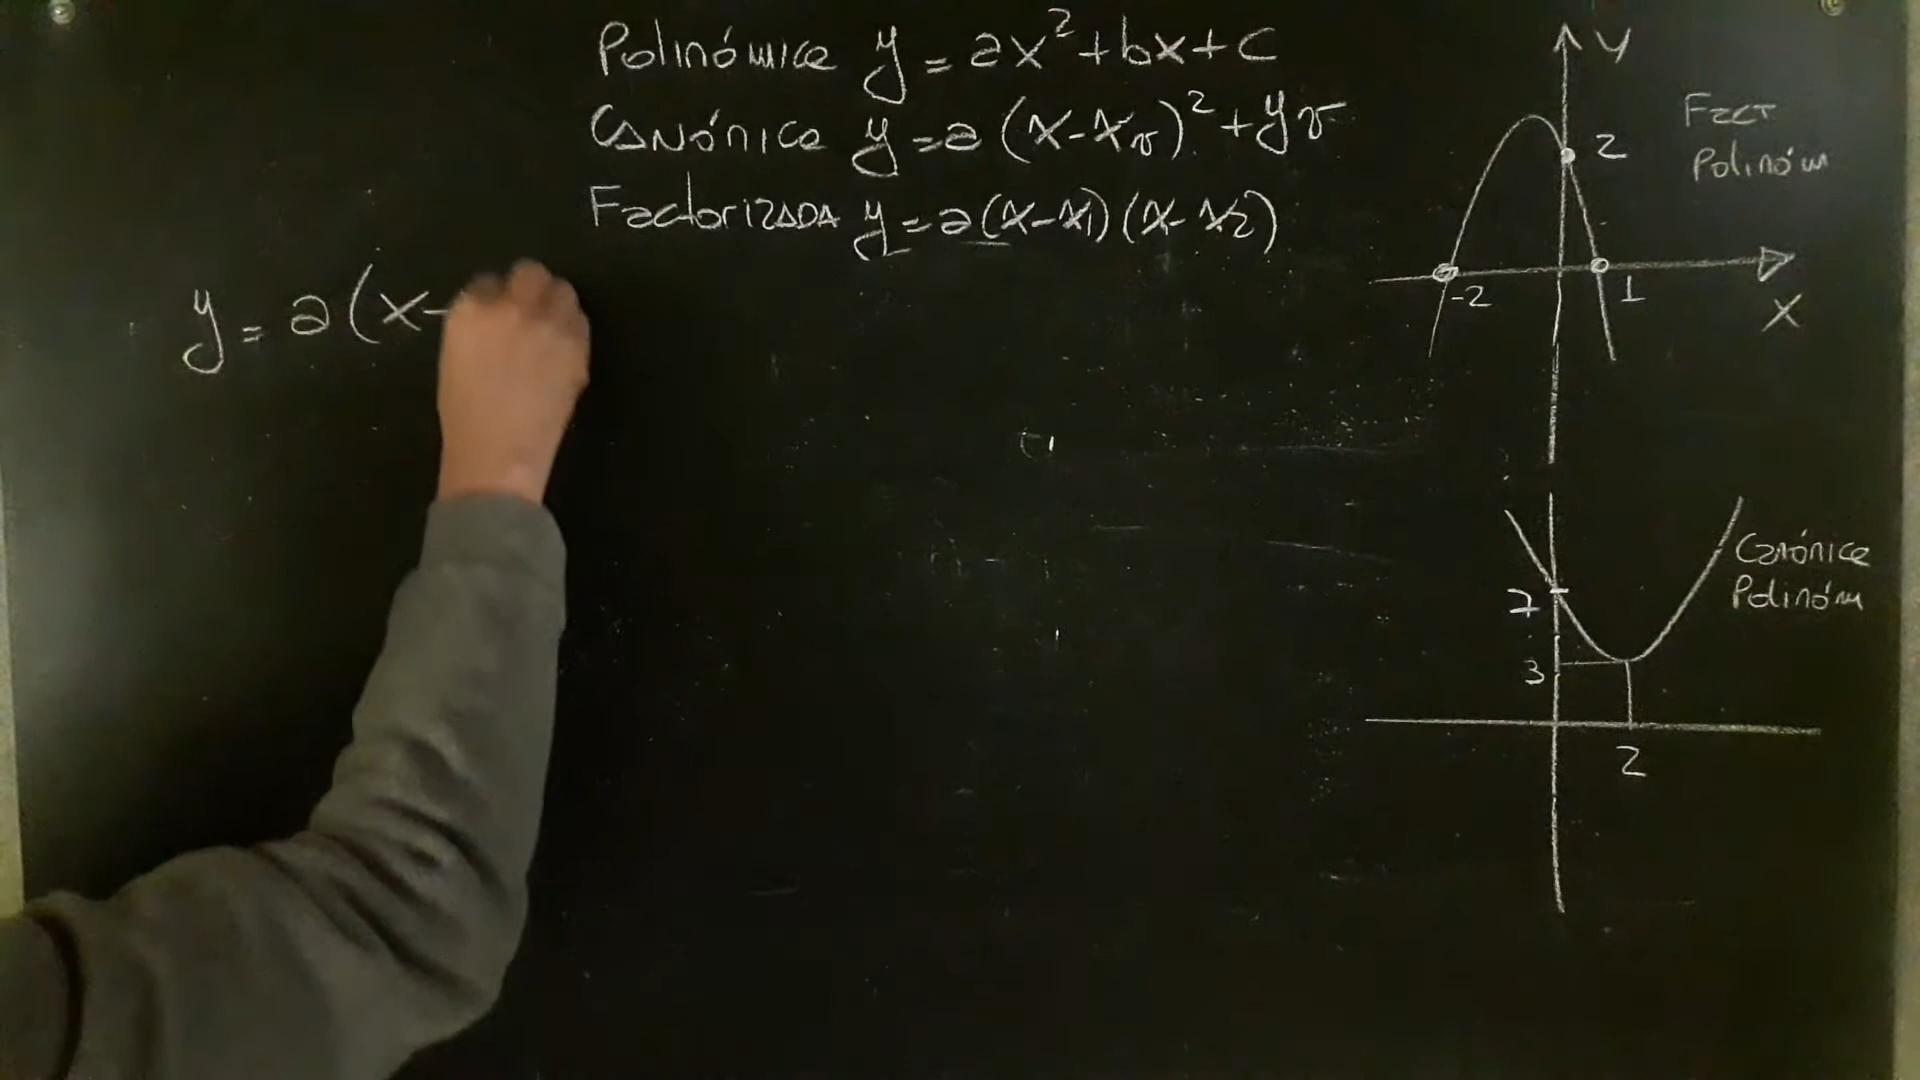 Polinómica y = ax² + bx + c
Canónica y = a (x - xv)² + yv
Factorizada y = a(x - x1)(x - x2)
y = a(x-
Y
Fact
Polinóm
2
-2
1
X
Canónica
Polinóm
7
3
2